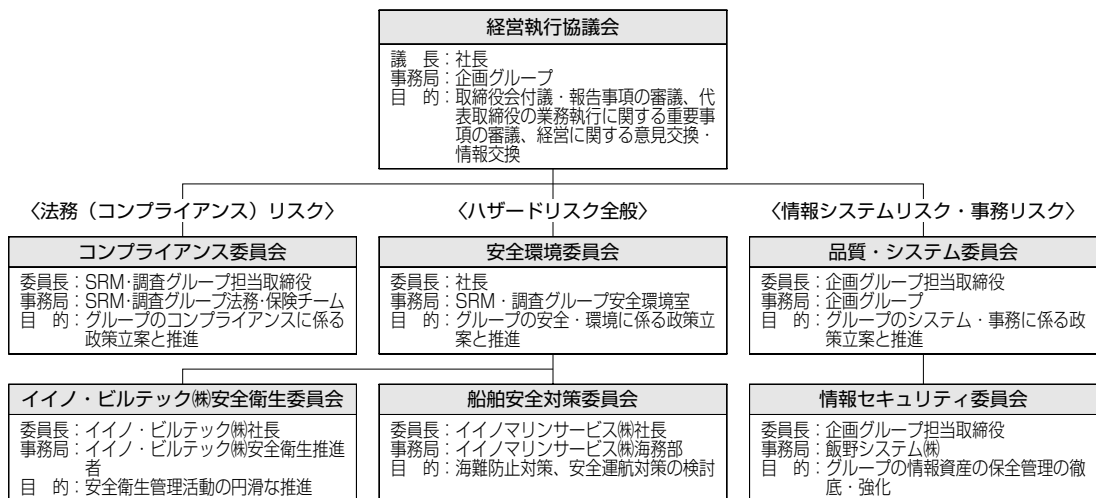 経営執行協議会
議　長：社長
事務局：企画グループ
目　的：取締役会付議・報告事項の審議、代
表取締役の業務執行に関する重要事
項の審議、経営に関する意見交換・
情報交換
〈法務（コンプライアンス）リスク〉
〈ハザードリスク全般〉
〈情報システムリスク・事務リスク〉
コンプライアンス委員会
委員長：SRM・調査グループ担当取締役
事務局：SRM・調査グループ法務・保険チーム
目　的：グループのコンプライアンスに係る
政策立案と推進
安全環境委員会
委員長：社長
事務局：SRM・調査グループ安全環境室
目　的：グループの安全・環境に係る政策立
案と推進
品質・システム委員会
委員長：企画グループ担当取締役
事務局：企画グループ
目　的：グループのシステム・事務に係る政
策立案と推進
イイノ・ビルテック㈱安全衛生委員会
委員長：イイノ・ビルテック㈱社長
事務局：イイノ・ビルテック㈱安全衛生推進
者
目　的：安全衛生管理活動の円滑な推進
船舶安全対策委員会
委員長：イイノマリンサービス㈱社長
事務局：イイノマリンサービス㈱海務部
目　的：海難防止対策、安全運航対策の検討
情報セキュリティ委員会
委員長：企画グループ担当取締役
事務局：飯野システム㈱
目　的：グループの情報資産の保全管理の徹
底・強化